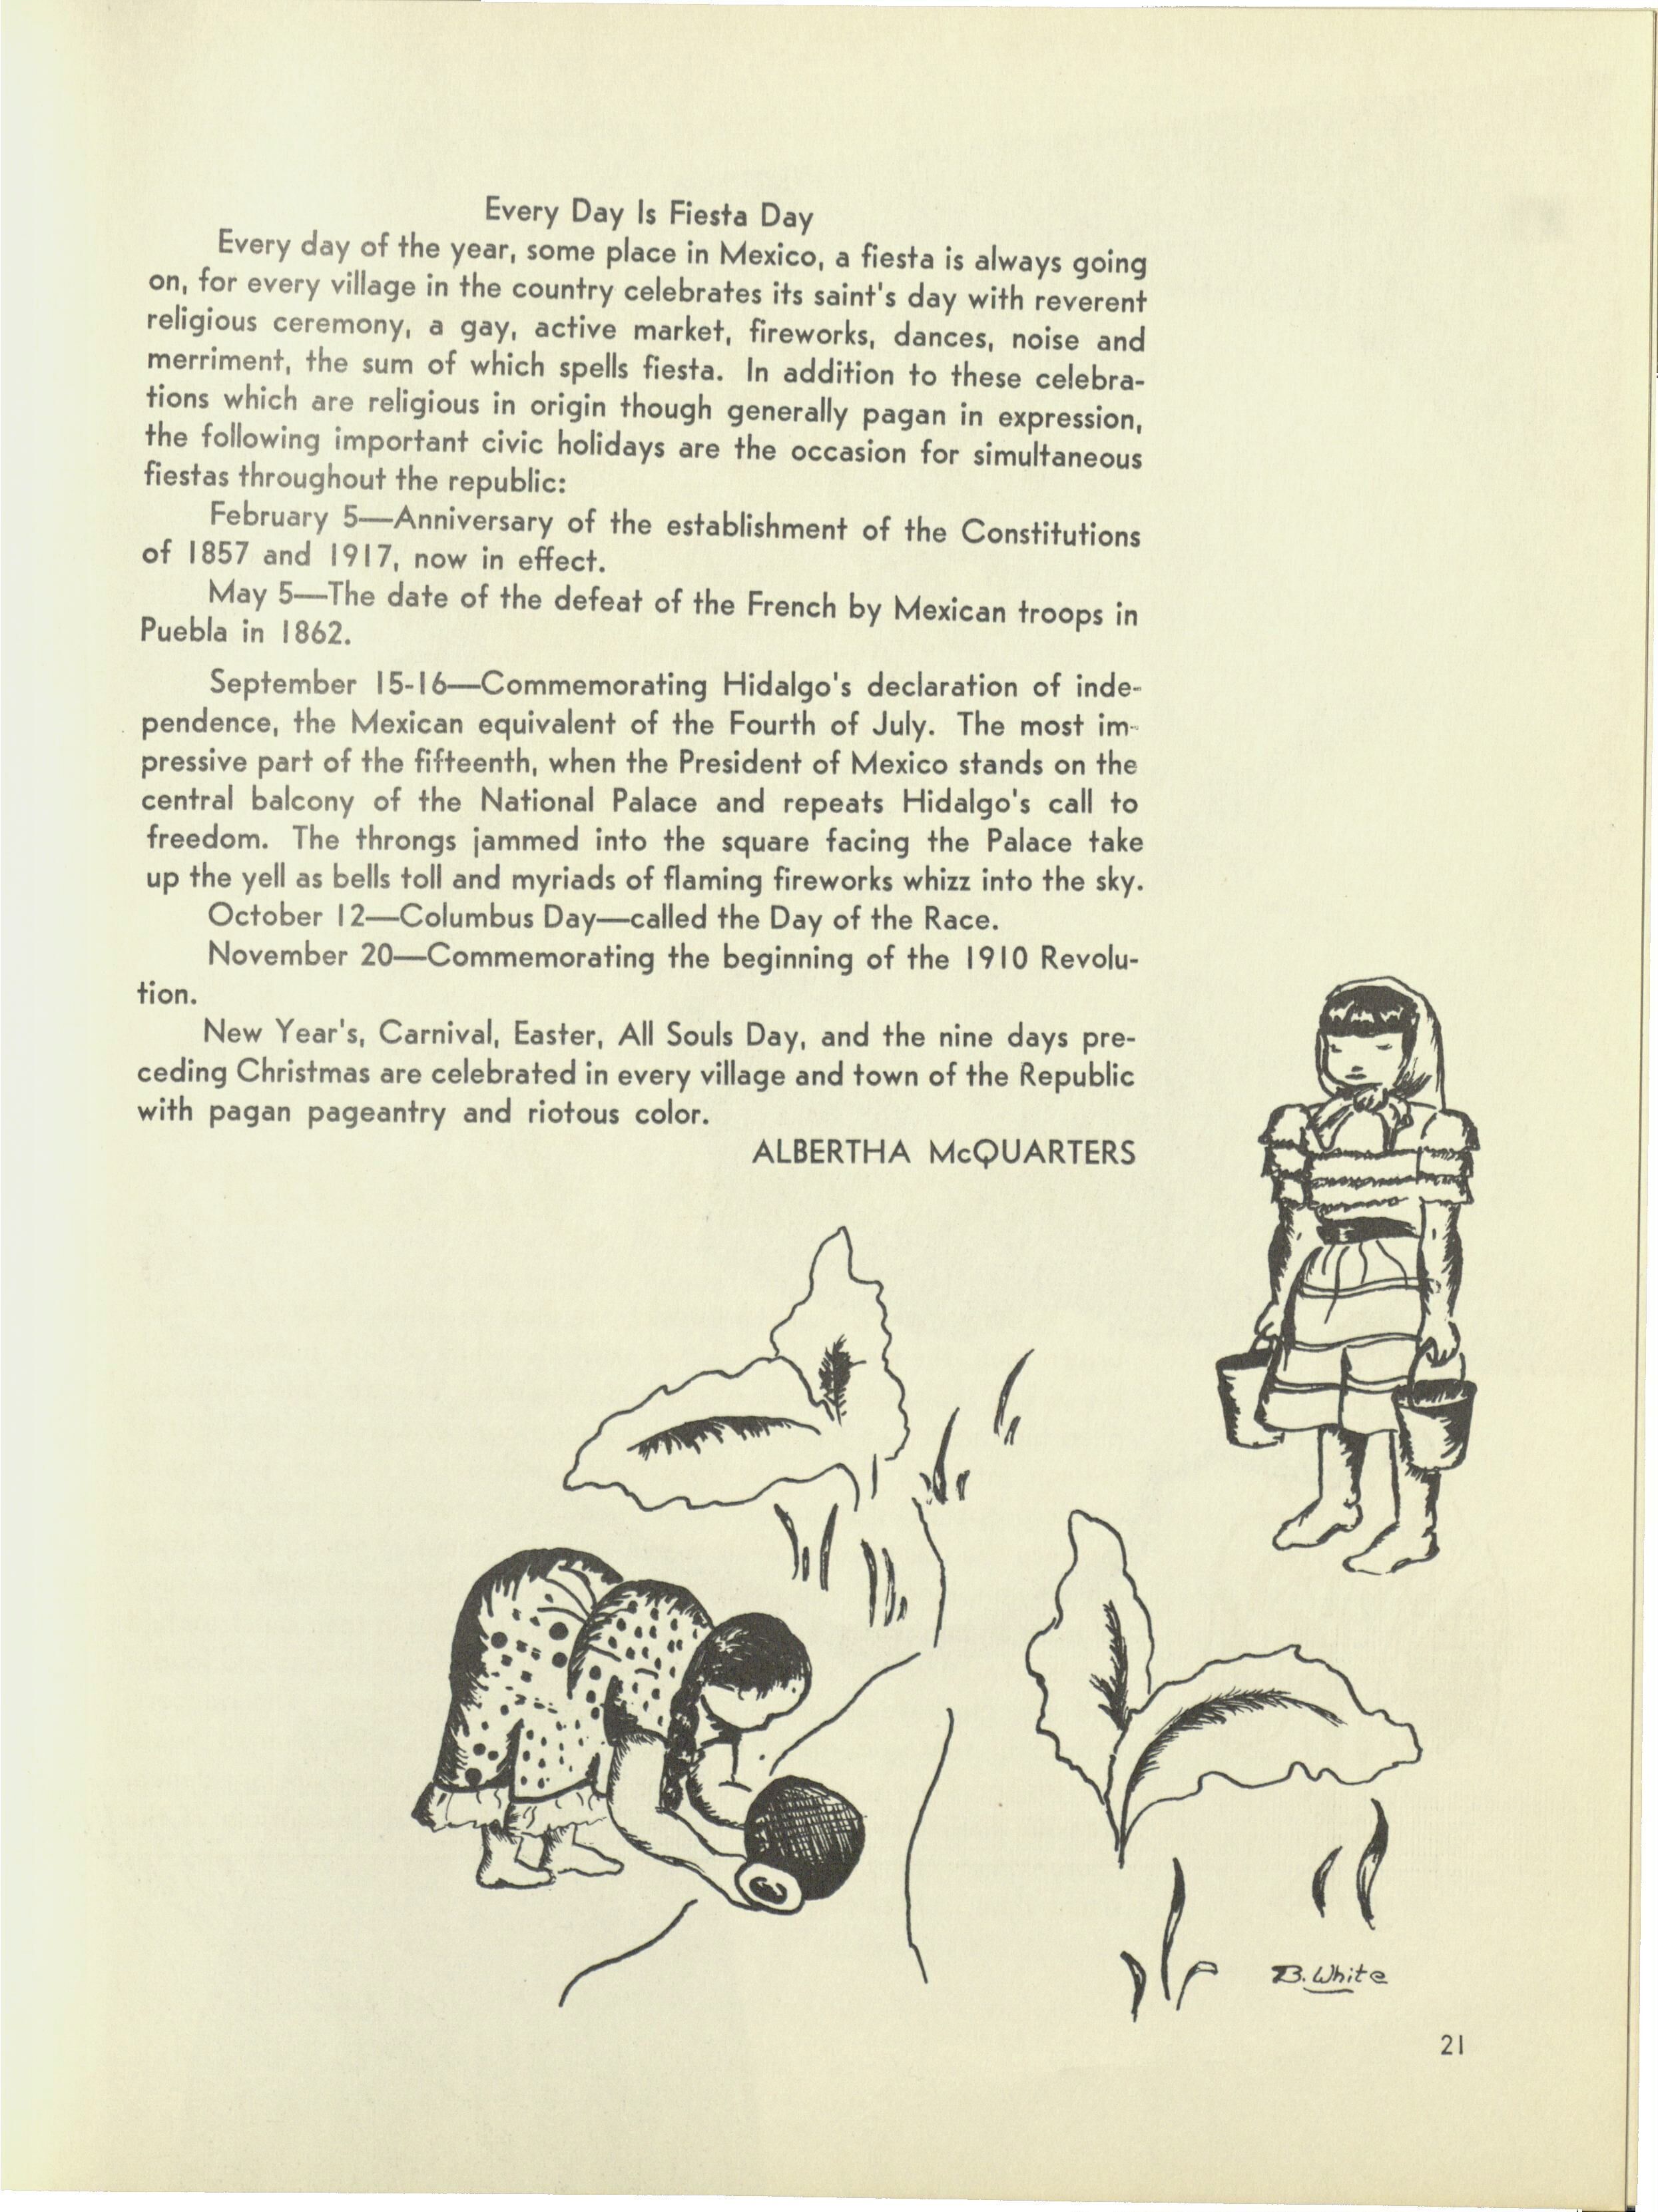 Every Day Is Fiesta Day
Every day of the year, some place in Mexico, a fiesta is always going
on, for every village in the country celebrates its saint's day with reverent
religious ceremony, a gay, active market, fireworks, dances, noise and
merriment, the sum of which spells fiesta. In addition to these celebra-
tions which are religious in origin though generally pagan in expression,
the following important civic holidays are the occasion for simultaneous
fiestas throughout the republic:
February 5—Anniversary of the establishment of the Constitutions
of 1857 and 1917, now in effect.
May 5—The date of the defeat of the French by Mexican troops in
Puebla in 1862.
September 15-16—Commemorating Hidalgo's declaration of inde-
pendence, the Mexican equivalent of the Fourth of July. The most im-
pressive part of the fifteenth, when the President of Mexico stands on the
central balcony of the National Palace and repeats Hidalgo's call to
freedom. The throngs jammed into the square facing the Palace take
up the yell as bells toll and myriads of flaming fireworks whizz into the sky.
October 12—Columbus Day—called the Day of the Race.
November 20—Commemorating the beginning of the 1910 Revolu-
tion.
New Year's, Carnival, Easter, All Souls Day, and the nine days pre-
ceding Christmas are celebrated in every village and town of the Republic
with pagan pageantry and riotous color.
ALBERTHA McQUARTERS
B. White
21